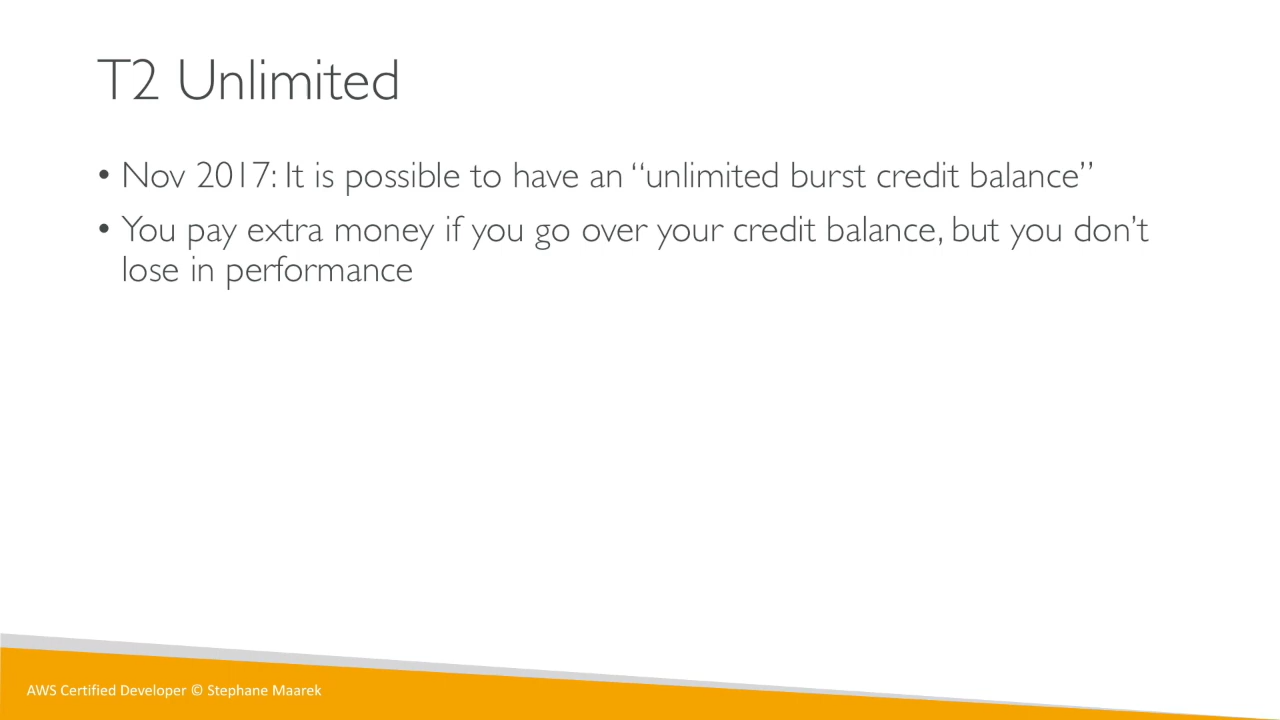 T2 Unlimited
• Nov 2017: It is possible to have an “unlimited burst credit balance”
• You pay extra money if you go over your credit balance, but you don’t
lose in performance
AWS Certified Developer © Stephane Maarek